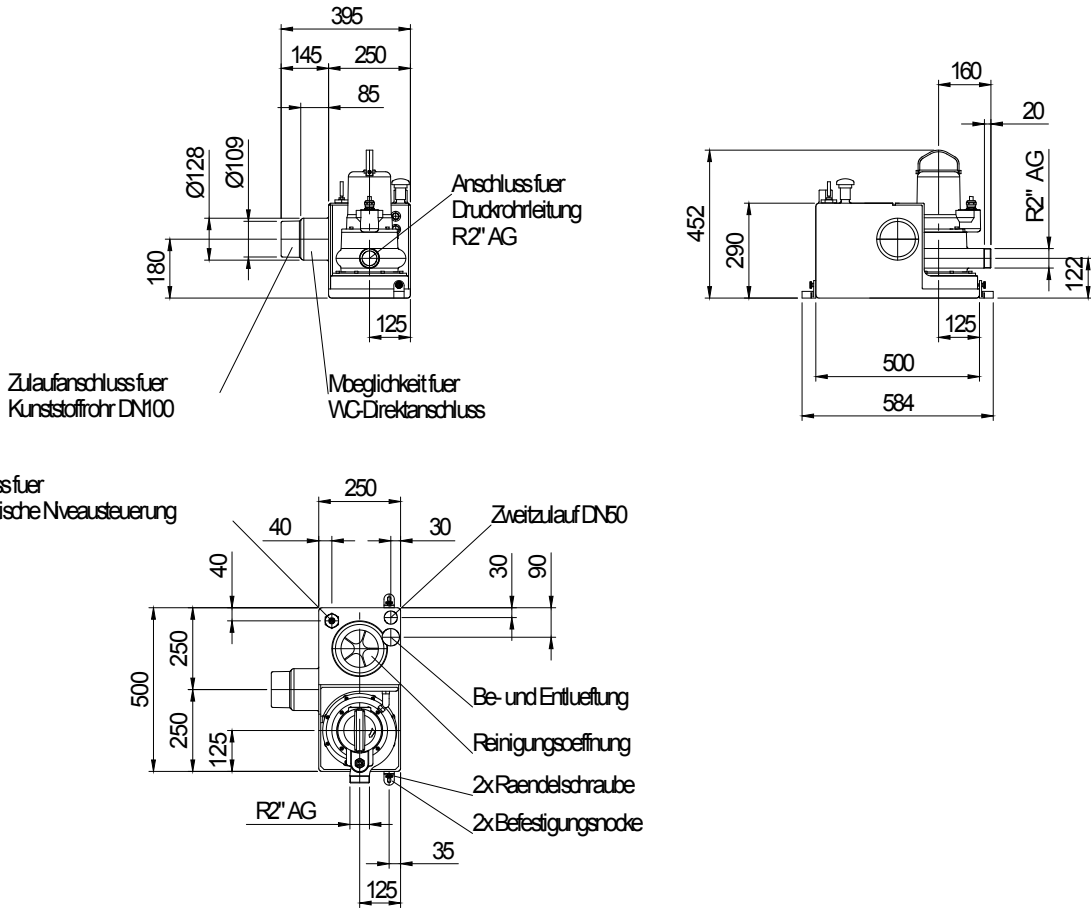 395
145
250
85
Ø128
Ø109
180
125
Anschluss fuer
Druckrohrleitung
R2" AG
Zulaufanschluss fuer
Kunststoffrohr DN100
Moeglichkeit fuer
WC-Direktanschluss
160
20
R2" AG
452
290
122
125
500
584
ss fuer
ische Niveausteuerung
250
40
30
Zweitzulauf DN50
40
30
90
500
250
250
125
Be- und Entlueftung
Reinigungsoeffnung
2x Raendelschraube
2x Befestigungsnocke
R2" AG
35
125